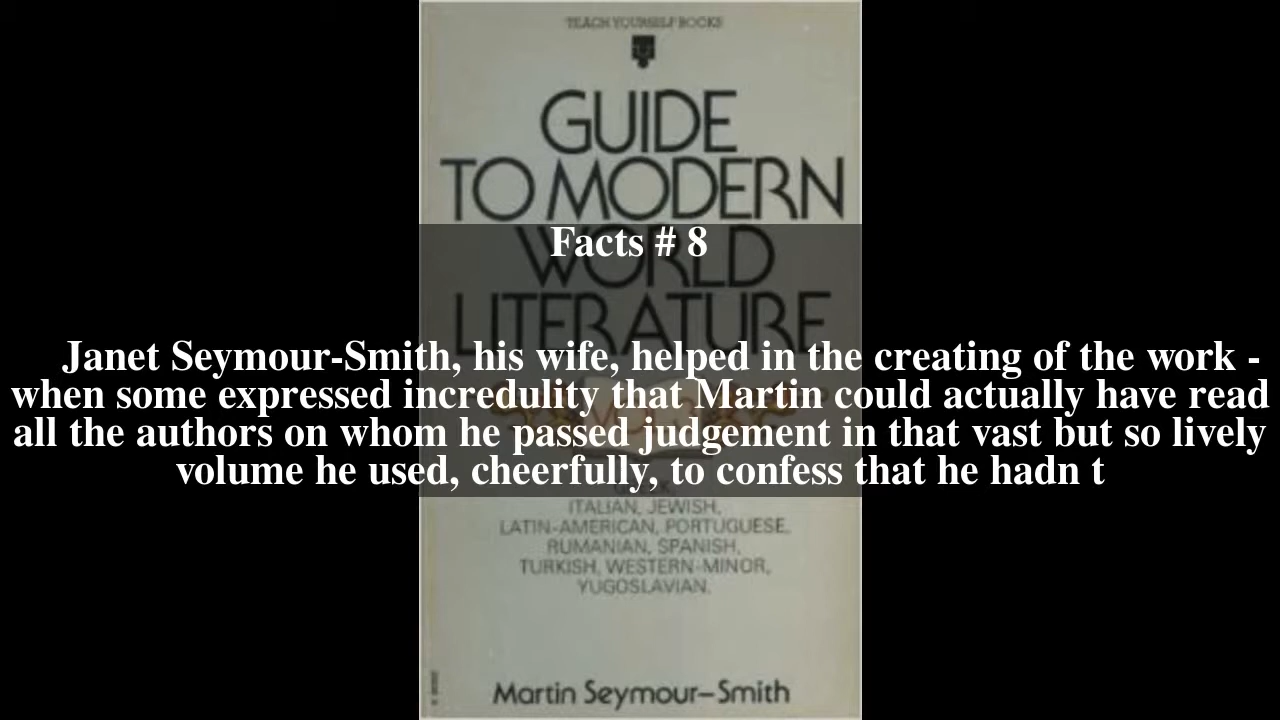 TEACH YOURSELF BOOKS
GUIDE
TO MODERN
WORLD
LITERATURE
Facts # 8
Janet Seymour-Smith, his wife, helped in the creating of the work -
when some expressed incredulity that Martin could actually have read
all the authors on whom he passed judgement in that vast but so lively
volume he used, cheerfully, to confess that he hadn t
ITALIAN, JEWISH,
LATIN-AMERICAN, PORTUGUESE,
RUMANIAN, SPANISH,
TURKISH, WESTERN-MINOR,
YUGOSLAVIAN.
Martin Seymour-Smith